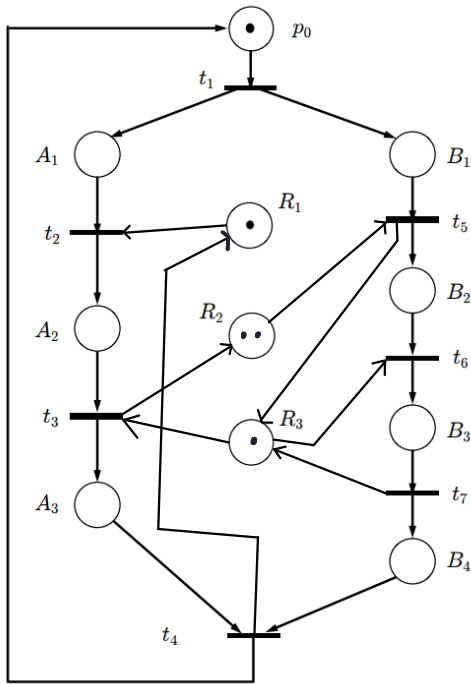 p₀
t₁
A₁
B₁
R₁
t₅
t₂
B₂
R₂
A₂
t₆
t₃
R₃
B₃
A₃
t₇
B₄
t₄